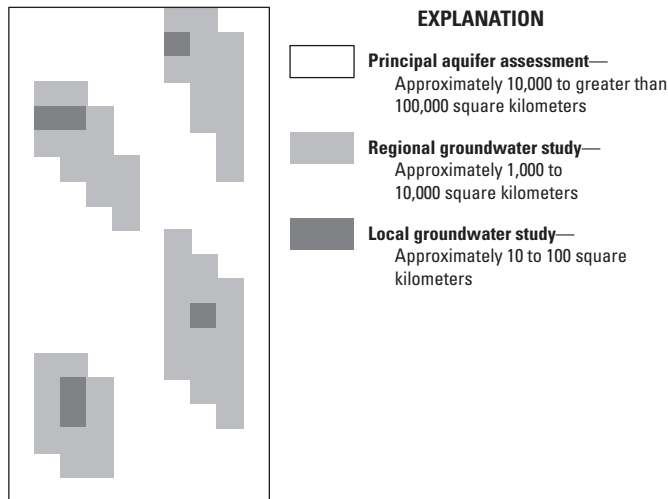 EXPLANATION
Principal aquifer assessment—
Approximately 10,000 to greater than
100,000 square kilometers
Regional groundwater study—
Approximately 1,000 to
10,000 square kilometers
Local groundwater study—
Approximately 10 to 100 square
kilometers